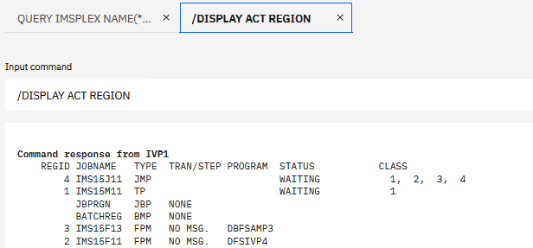 QUERY IMSPLEX NAME(*... × /DISPLAY ACT REGION ×
Input command
/DISPLAY ACT REGION
Command response from IVP1
REGID JOBNAME TYPE TRAN/STEP PROGRAM STATUS CLASS
4 IMS15J11 JMP WAITING 1, 2, 3, 4
1 IMS15M11 TP WAITING 1
JBPRGN JBP NONE
BATCHREG BMP NONE
3 IMS15F13 FPM NO MSG. DBFSAMP3
2 IMS15F11 FPM NO MSG. DFSIVP4